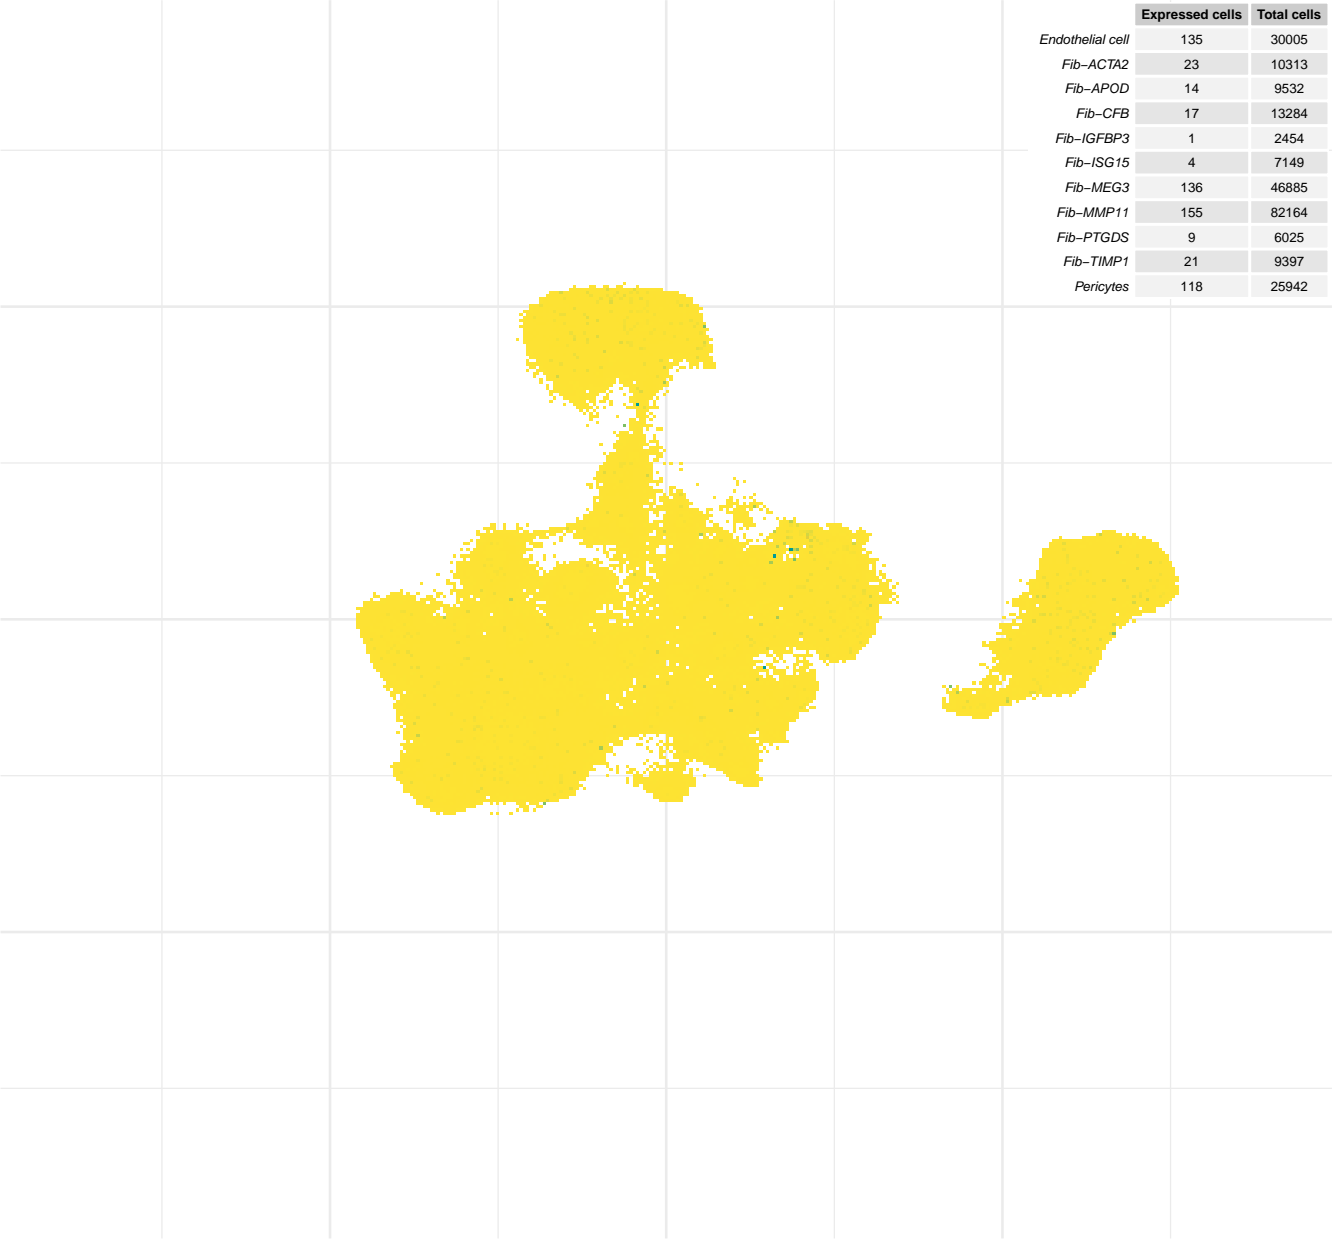 Expressed cells Total cells
Endothelial cell 135 30005
Fib−ACTA2 23 10313
Fib−APOD 14 9532
Fib−CFB 17 13284
Fib−IGFBP3 1 2454
Fib−ISG15 4 7149
Fib−MEG3 136 46885
Fib−MMP11 155 82164
Fib−PTGDS 9 6025
Fib−TIMP1 21 9397
Pericytes 118 25942